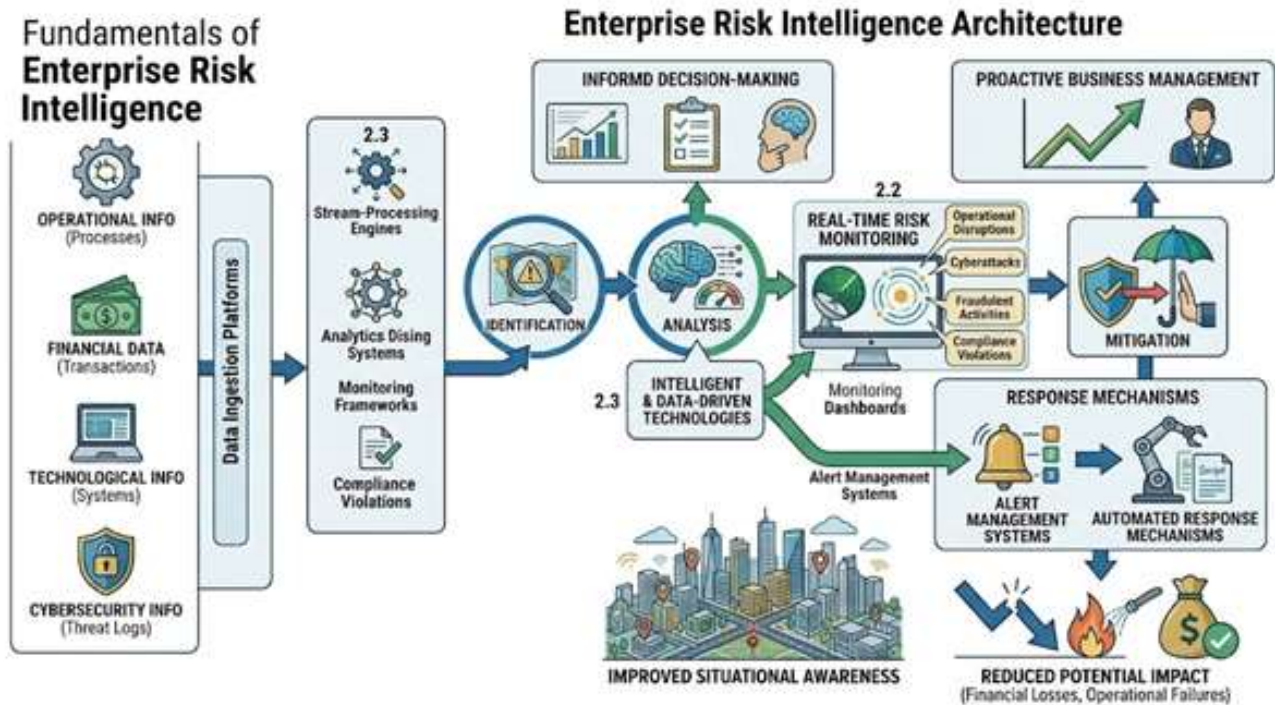 Fundamentals of
Enterprise Risk
Intelligence
Enterprise Risk Intelligence Architecture
OPERATIONAL INFO
(Processes)
FINANCIAL DATA
(Transactions)
TECHNOLOGICAL INFO
(Systems)
CYBERSECURITY INFO
(Threat Logs)
Data Ingestion Platforms
2.3
Stream-Processing
Engines
Analytics Dising
Systems
Monitoring
Frameworks
Compliance
Violations
IDENTIFICATION
INFORMD DECISION-MAKING
ANALYSIS
2.3
INTELLIGENT
& DATA-DRIVEN
TECHNOLOGIES
2.2
REAL-TIME RISK
MONITORING
Operational
Disruptions
Cyberattacks
Fraudulent
Activities
Compliance
Violations
Monitoring
Dashboards
Alert Management
Systems
PROACTIVE BUSINESS MANAGEMENT
MITIGATION
RESPONSE MECHANISMS
ALERT
MANAGEMENT
SYSTEMS
AUTOMATED RESPONSE
MECHANISMS
IMPROVED SITUATIONAL AWARENESS
REDUCED POTENTIAL IMPACT
(Financial Losses, Operational Failures)